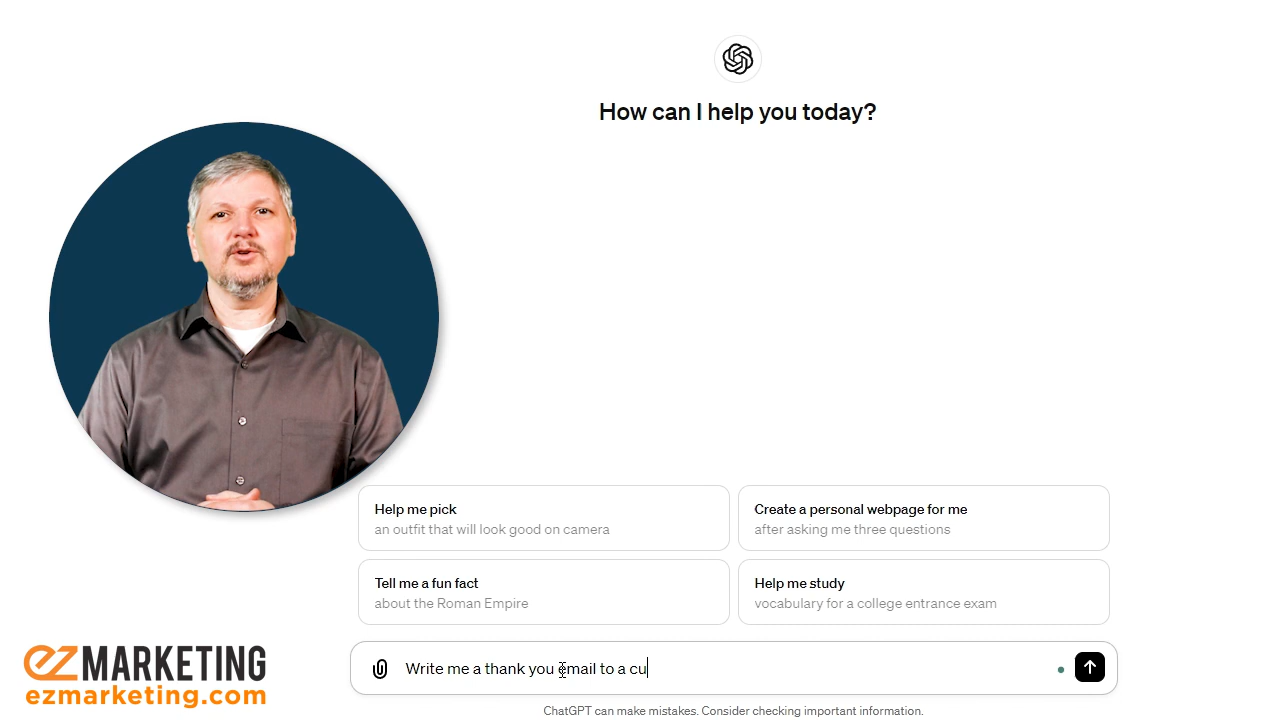 How can I help you today?
Help me pick
an outfit that will look good on camera
Create a personal webpage for me
after asking me three questions
Tell me a fun fact
about the Roman Empire
Help me study
vocabulary for a college entrance exam
Write me a thank you email to a cu
ChatGPT can make mistakes. Consider checking important information.
ez MARKETING
ezmarketing.com